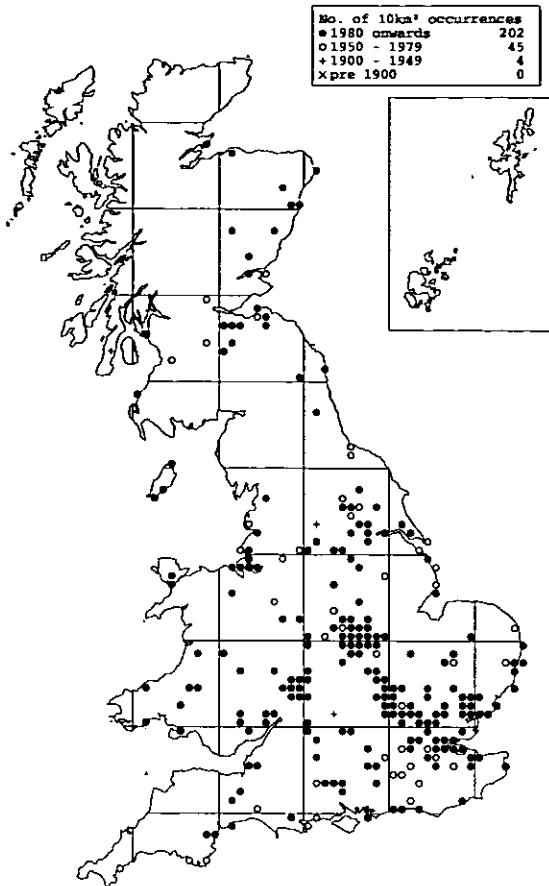 No. of 10km² occurrences
● 1980 onwards 202
○ 1950 - 1979 45
+ 1900 - 1949 4
x pre 1900 0